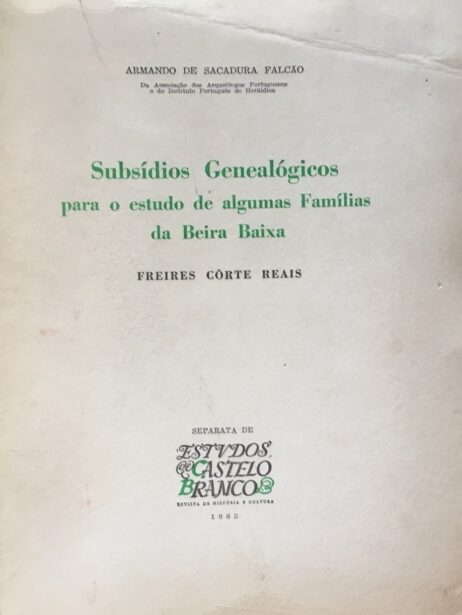 ARMANDO DE SACADURA FALCÃO
Da Associação dos Arqueólogos Portugueses
e do Instituto Português de Heráldica
Subsídios Genealógicos
para o estudo de algumas Famílias
da Beira Baixa
FREIRES CÔRTE REAIS
SEPARATA DE
ESTVDOS
DE CASTELO
BRANCO
REVISTA DE HISTÓRIA E CULTURA
1965